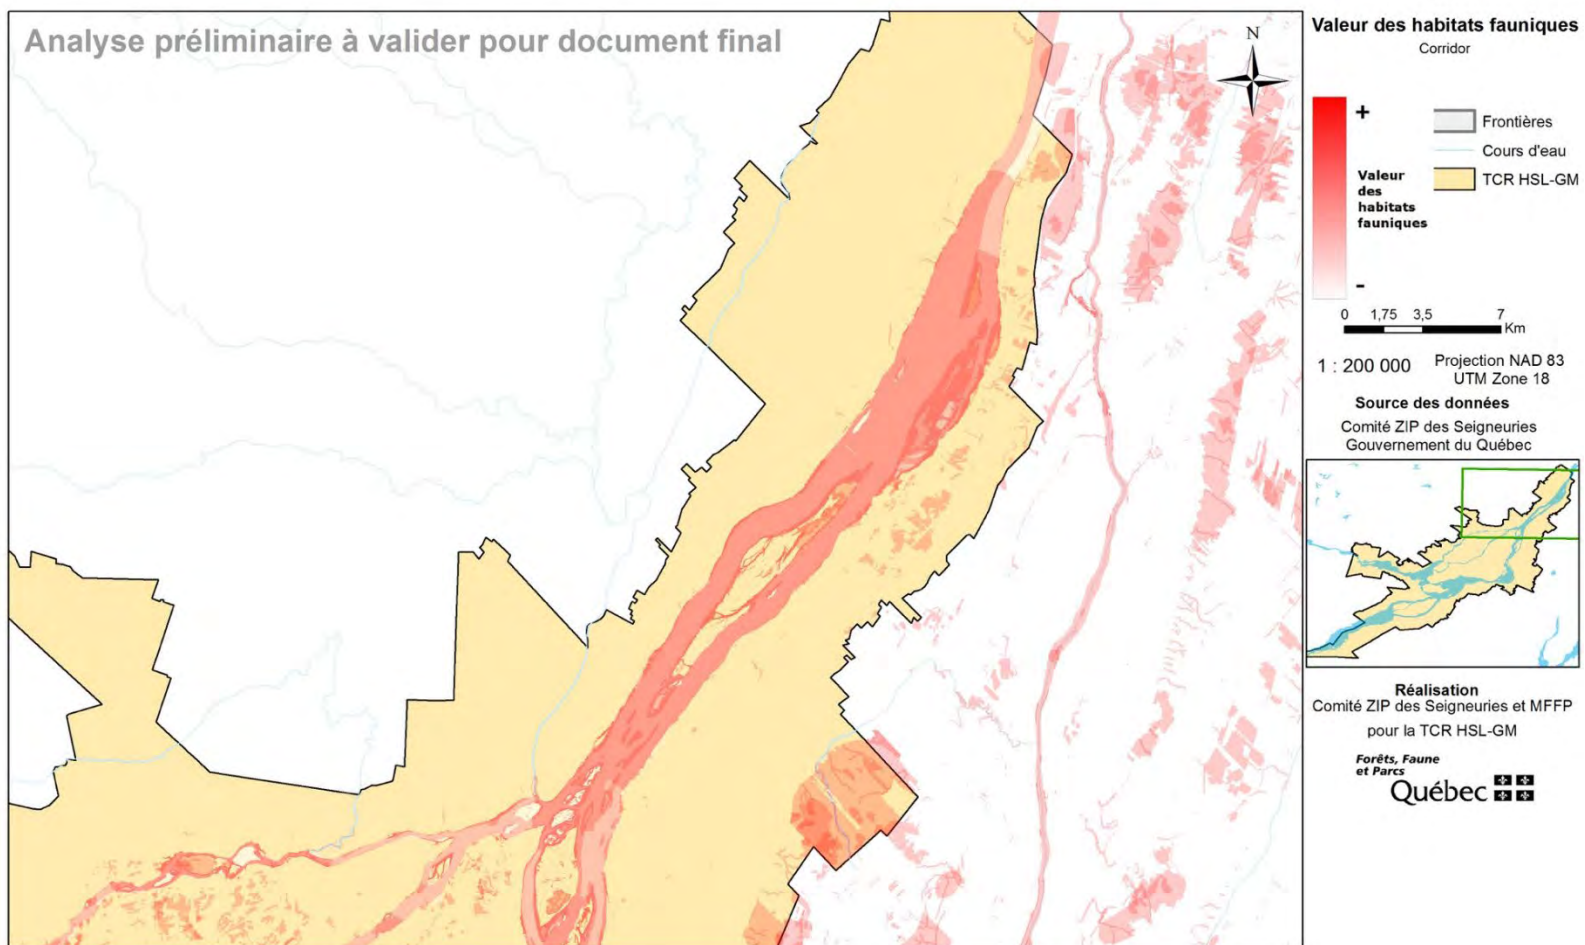 Analyse préliminaire à valider pour document final
N
Valeur des habitats fauniques
Corridor
+
Valeur
des
habitats
fauniques
-
Frontières
Cours d'eau
TCR HSL-GM
0 1,75 3,5 7
Km
1 : 200 000
Projection NAD 83
UTM Zone 18
Source des données
Comité ZIP des Seigneuries
Gouvernement du Québec
Réalisation
Comité ZIP des Seigneuries et MFFP
pour la TCR HSL-GM
Forêts, Faune
et Parcs
Québec